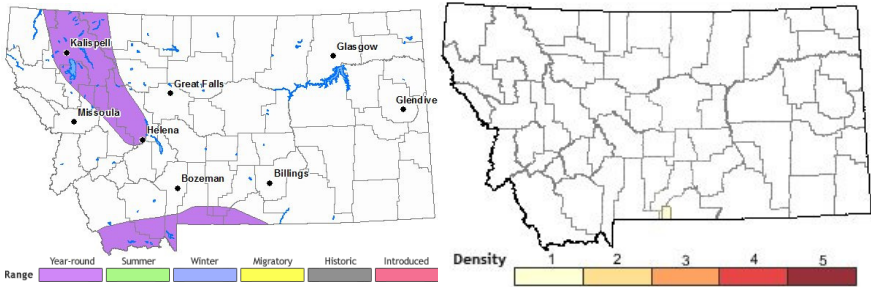 Kalispell
Glasgow
Great Falls
Glendive
Missoula
Helena
Bozeman
Billings
Range Year-round Summer Winter Migratory Historic Introduced
Density 1 2 3 4 5